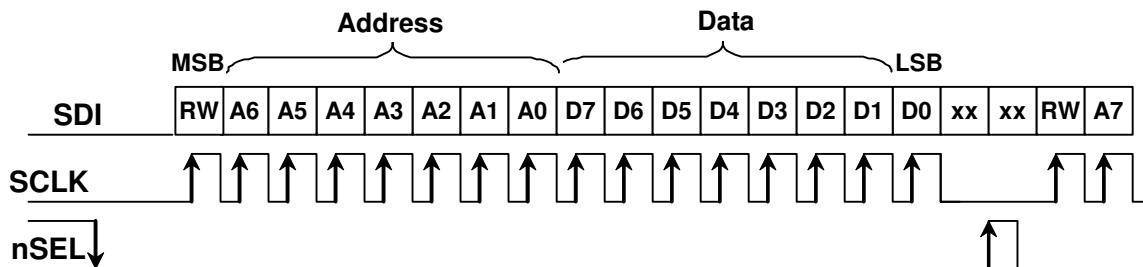 Address Data
MSB LSB
SDI RW A6 A5 A4 A3 A2 A1 A0 D7 D6 D5 D4 D3 D2 D1 D0 xx xx RW A7
SCLK
nSEL